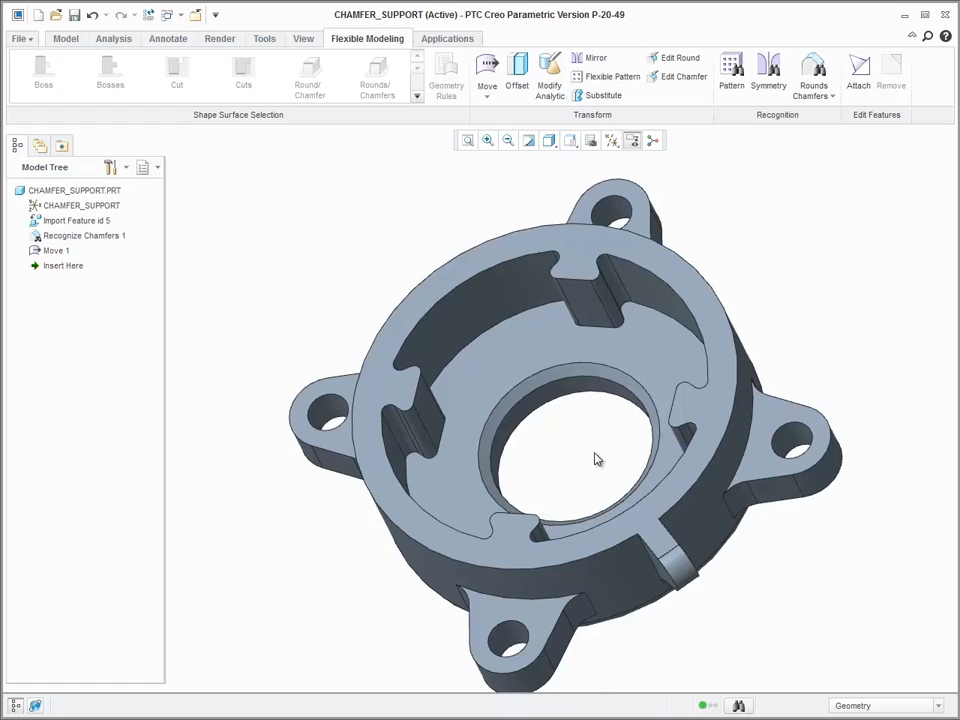 CHAMFER_SUPPORT (Active) - PTC Creo Parametric Version P-20-49
File Model Analysis Annotate Render Tools View Flexible Modeling Applications
Boss Bosses Cut Cuts Round/ Chamfer Rounds/ Chamfers Geometry Rules
Move Offset Modify Analytic
Mirror Edit Round
Flexible Pattern Edit Chamfer
Substitute
Pattern Symmetry Rounds Chamfers Attach Remove
Shape Surface Selection Transform Recognition Edit Features
Model Tree
CHAMFER_SUPPORT.PRT
CHAMFER_SUPPORT
Import Feature id 5
Recognize Chamfers 1
Move 1
Insert Here
Geometry